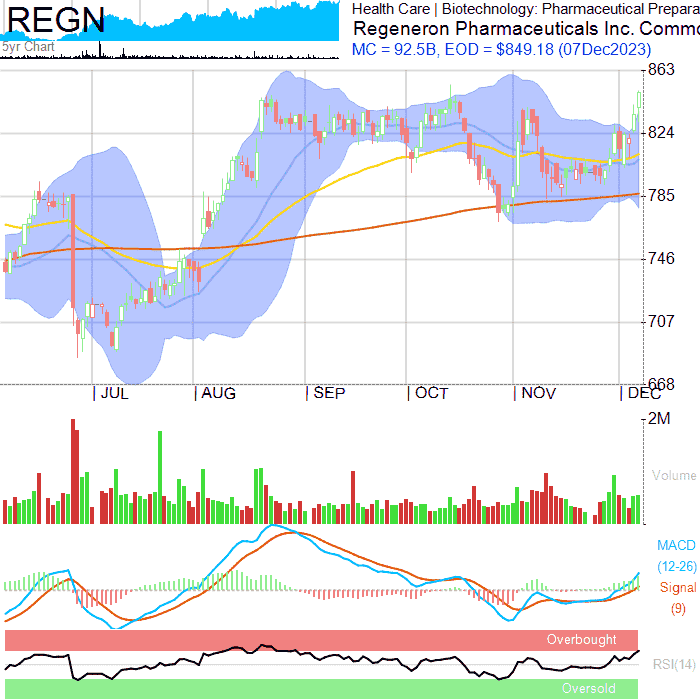 REGN
5yr Chart
Health Care | Biotechnology: Pharmaceutical Prepara
Regeneron Pharmaceuticals Inc. Commo
MC = 92.5B, EOD = $849.18 (07Dec2023)
863
824
785
746
707
668
JUL AUG SEP OCT NOV DEC
2M
Volume
MACD
(12-26)
Signal
(9)
Overbought
RSI(14)
Oversold